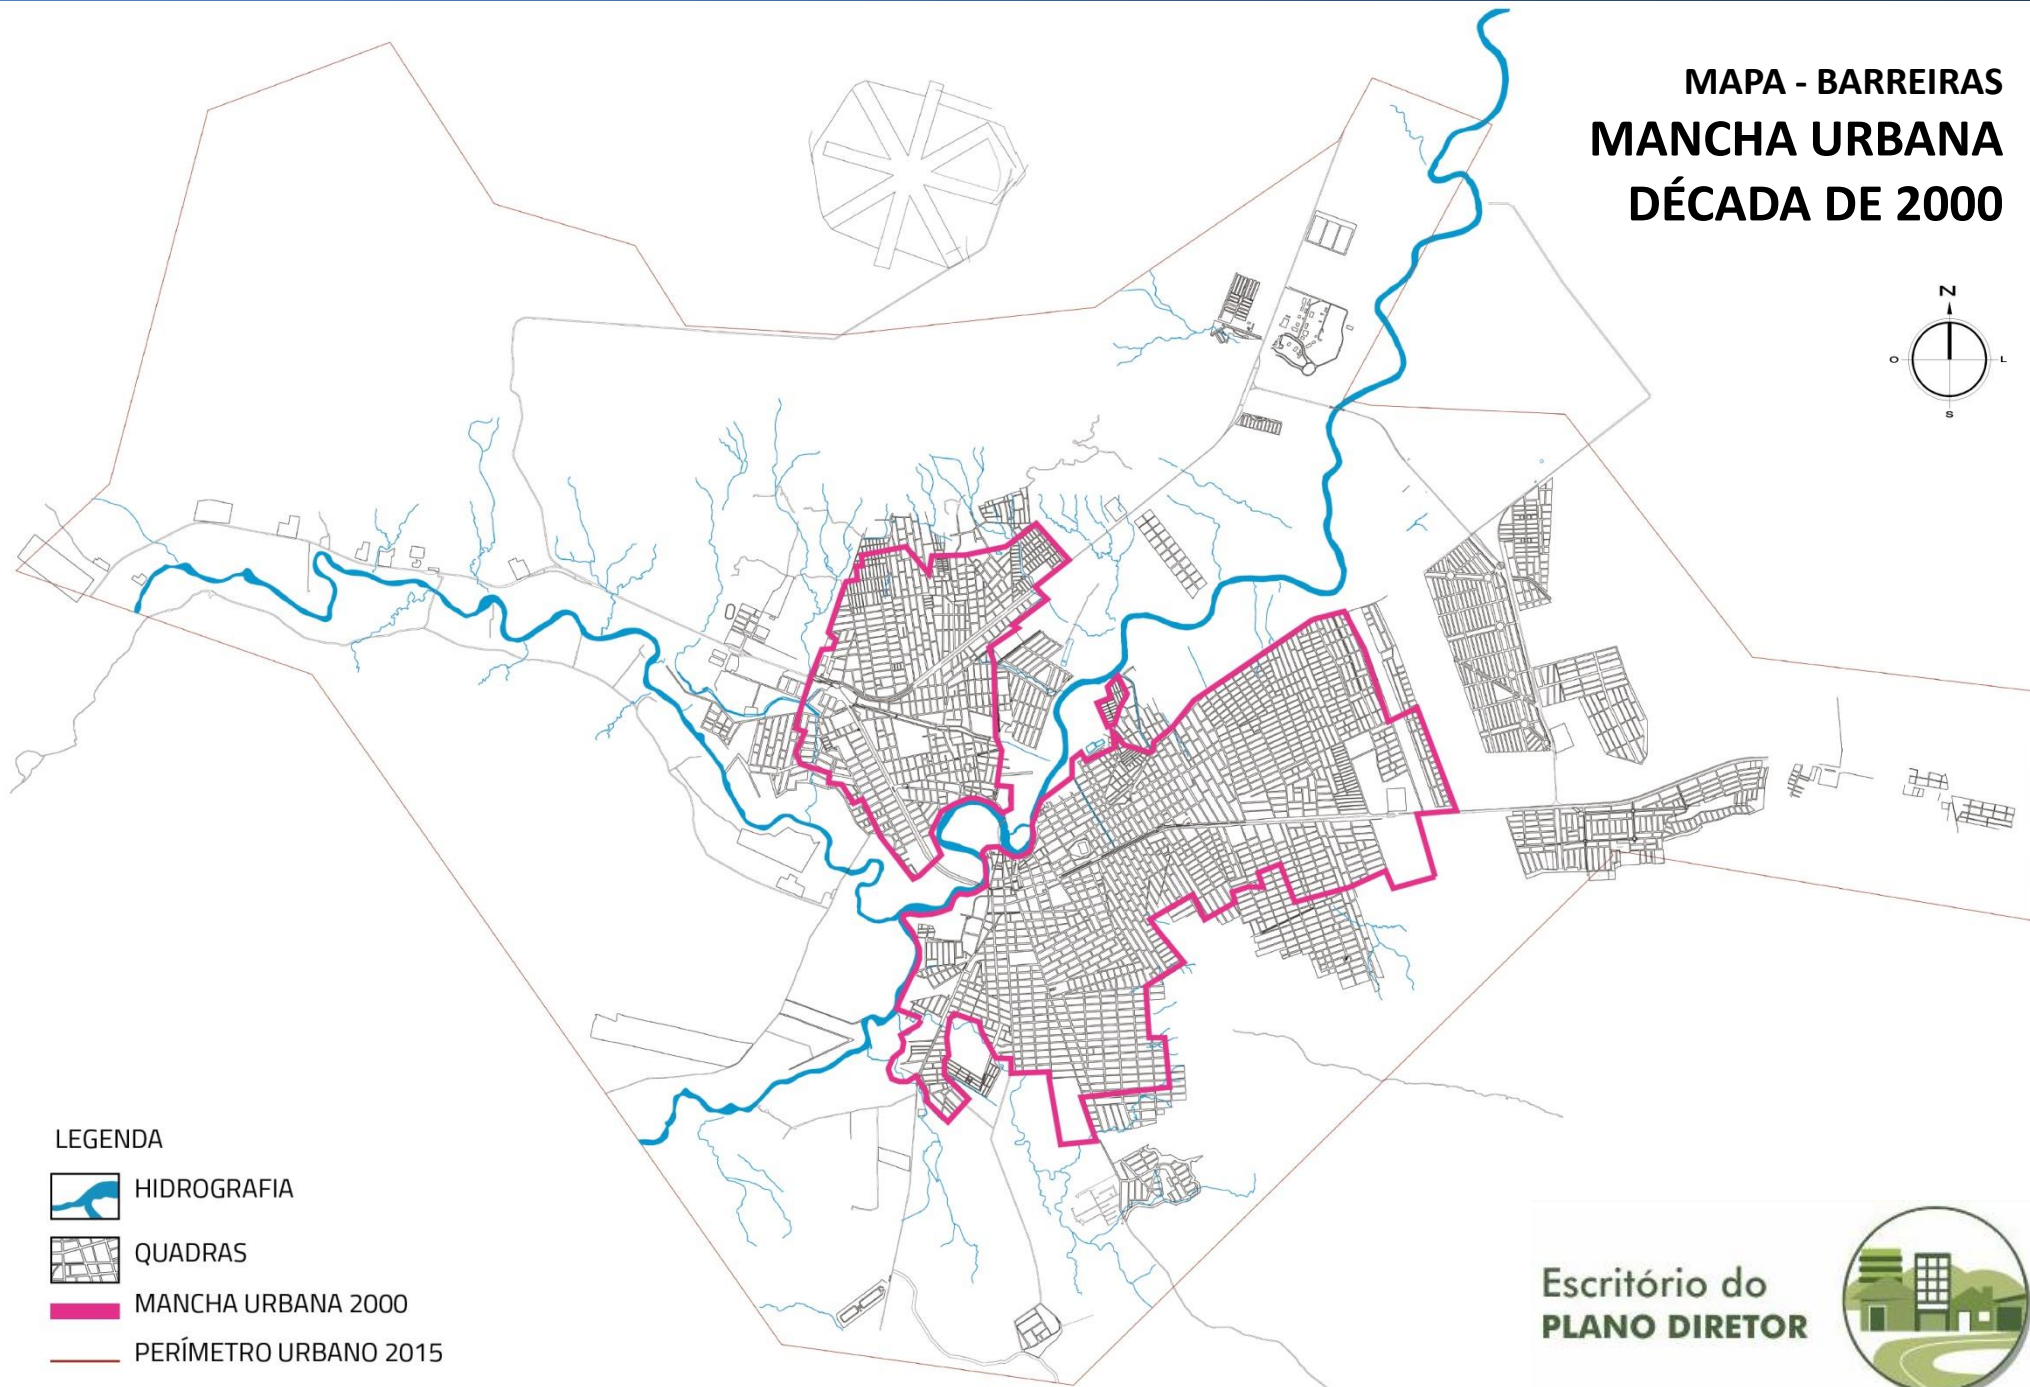 MAPA - BARREIRAS
MANCHA URBANA
DÉCADA DE 2000
N
O
L
S
LEGENDA
HIDROGRAFIA
QUADRAS
MANCHA URBANA 2000
PERÍMETRO URBANO 2015
Escritório do
PLANO DIRETOR